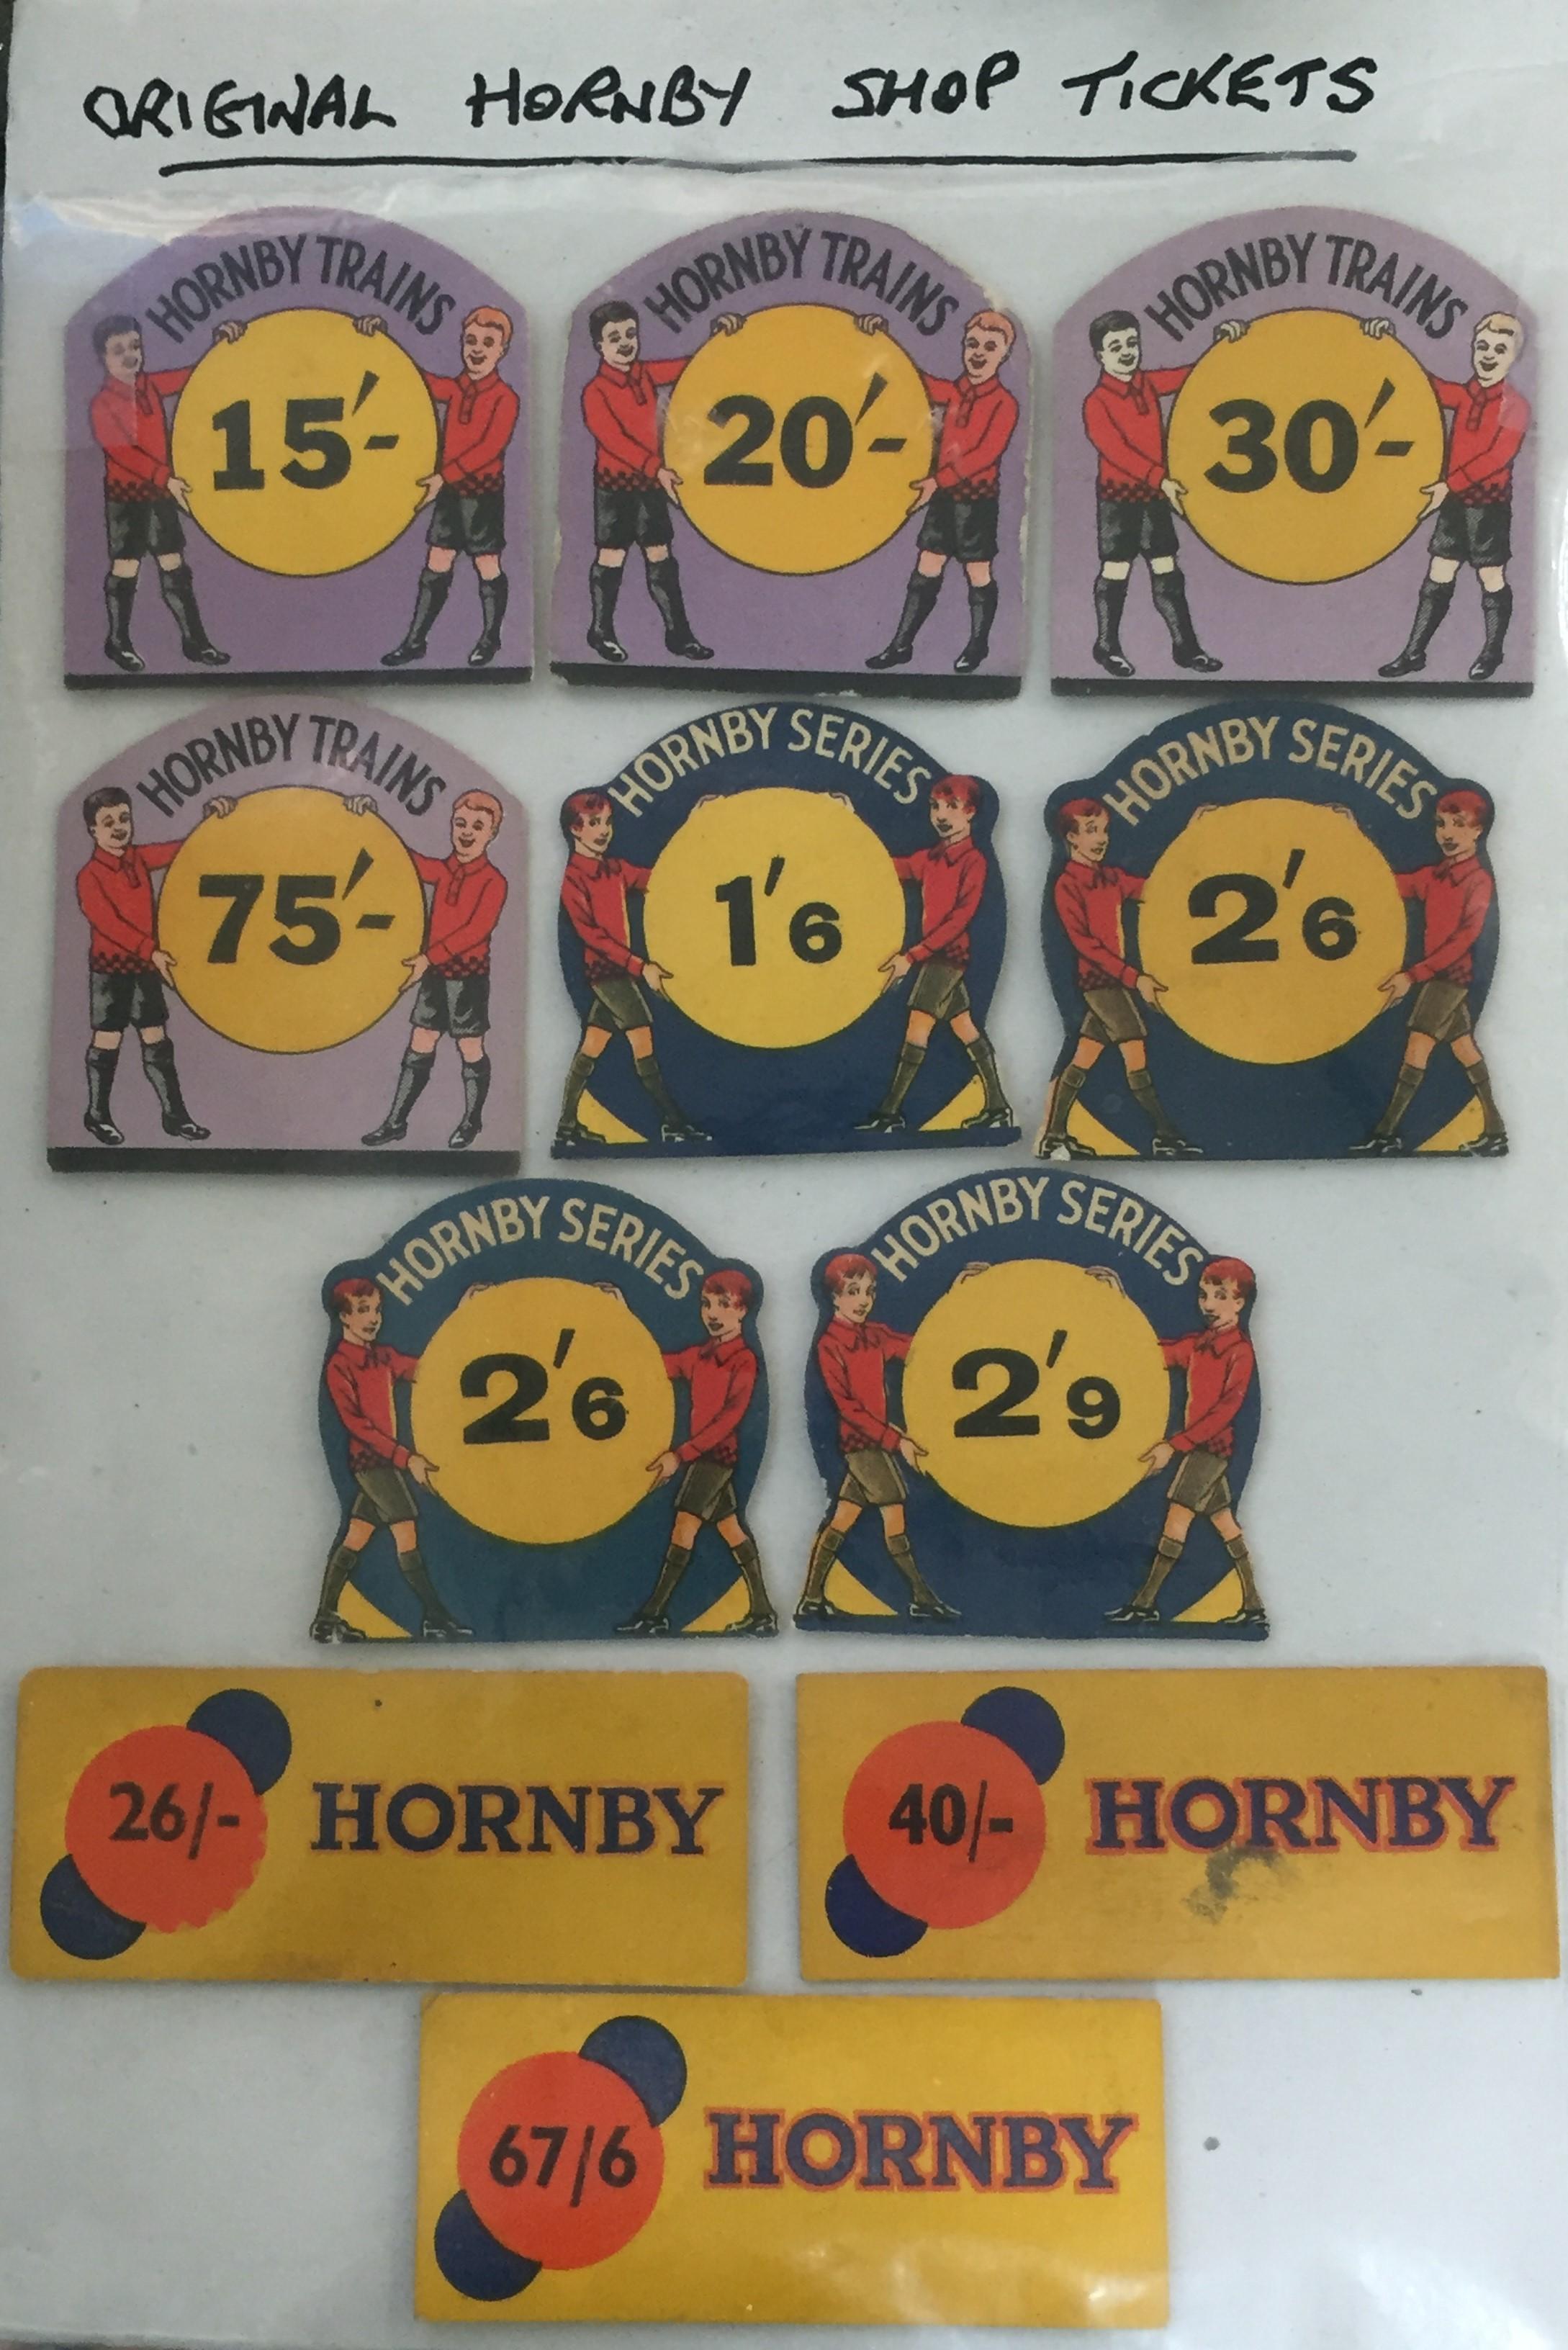 ORIGINAL HORNBY SHOP TICKETS
HORNBY TRAINS
15'-
HORNBY TRAINS
20'-
HORNBY TRAINS
30'-
HORNBY TRAINS
75'-
HORNBY SERIES
1'6
HORNBY SERIES
2'6
HORNBY SERIES
2'6
HORNBY SERIES
2'9
26/- HORNBY
40/- HORNBY
67/6 HORNBY